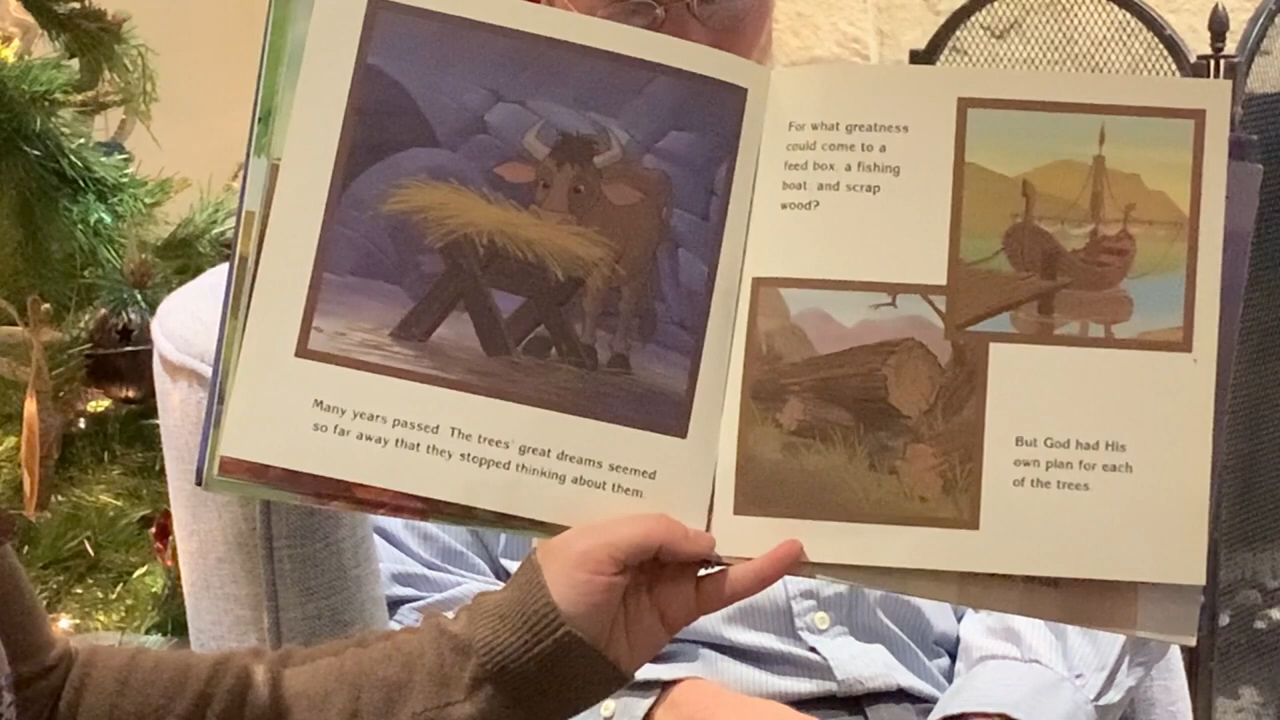 Many years passed. The trees' great dreams seemed
so far away that they stopped thinking about them.
For what greatness
could come to a
feed box, a fishing
boat, and scrap
wood?
But God had His
own plan for each
of the trees.